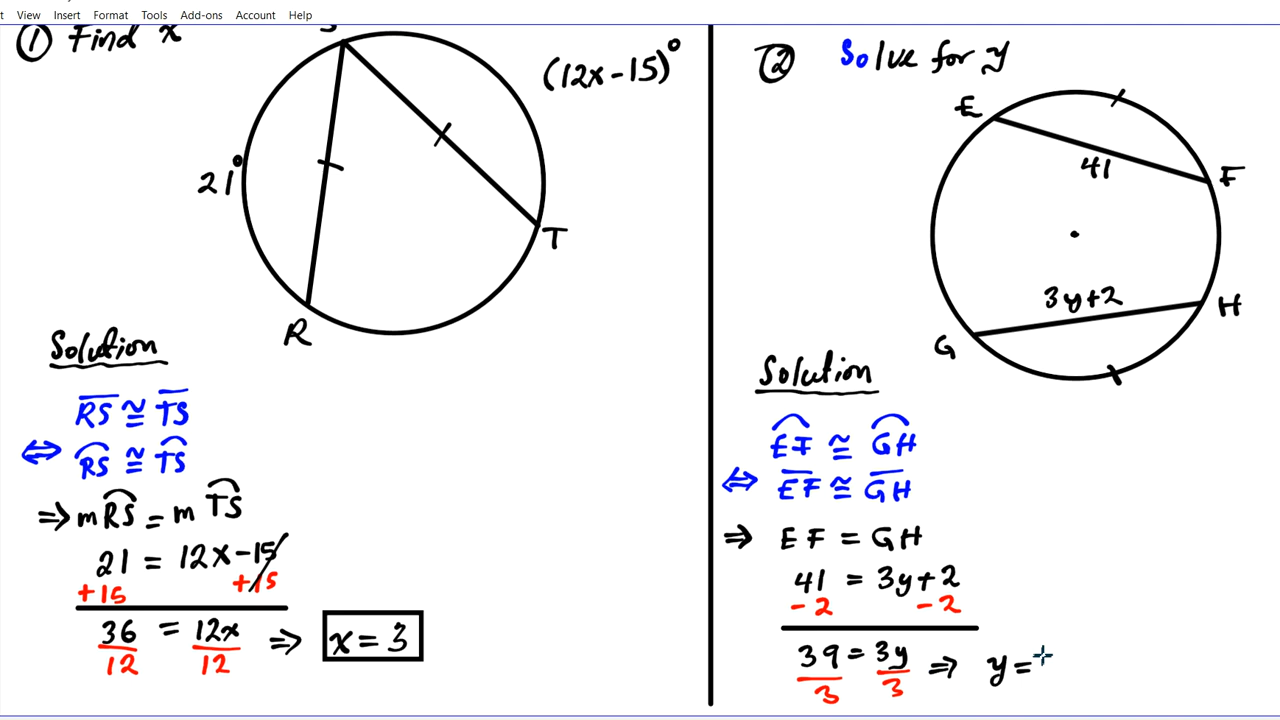 View Insert Format Tools Add-ons Account Help
① Find x
S
(12x-15)°
21°
T
R
Solution
RS ≅ TS
⇔ RS ≅ TS
⇒ mRS = m TS
21 = 12x-15
+15 +15
36 = 12x ⇒ x = 3
12 12
② Solve for y
E
41
F
3y+2
H
G
Solution
EF ≅ GH
⇔ EF ≅ GH
⇒ EF = GH
41 = 3y+2
-2 -2
39 = 3y ⇒ y =
3 3